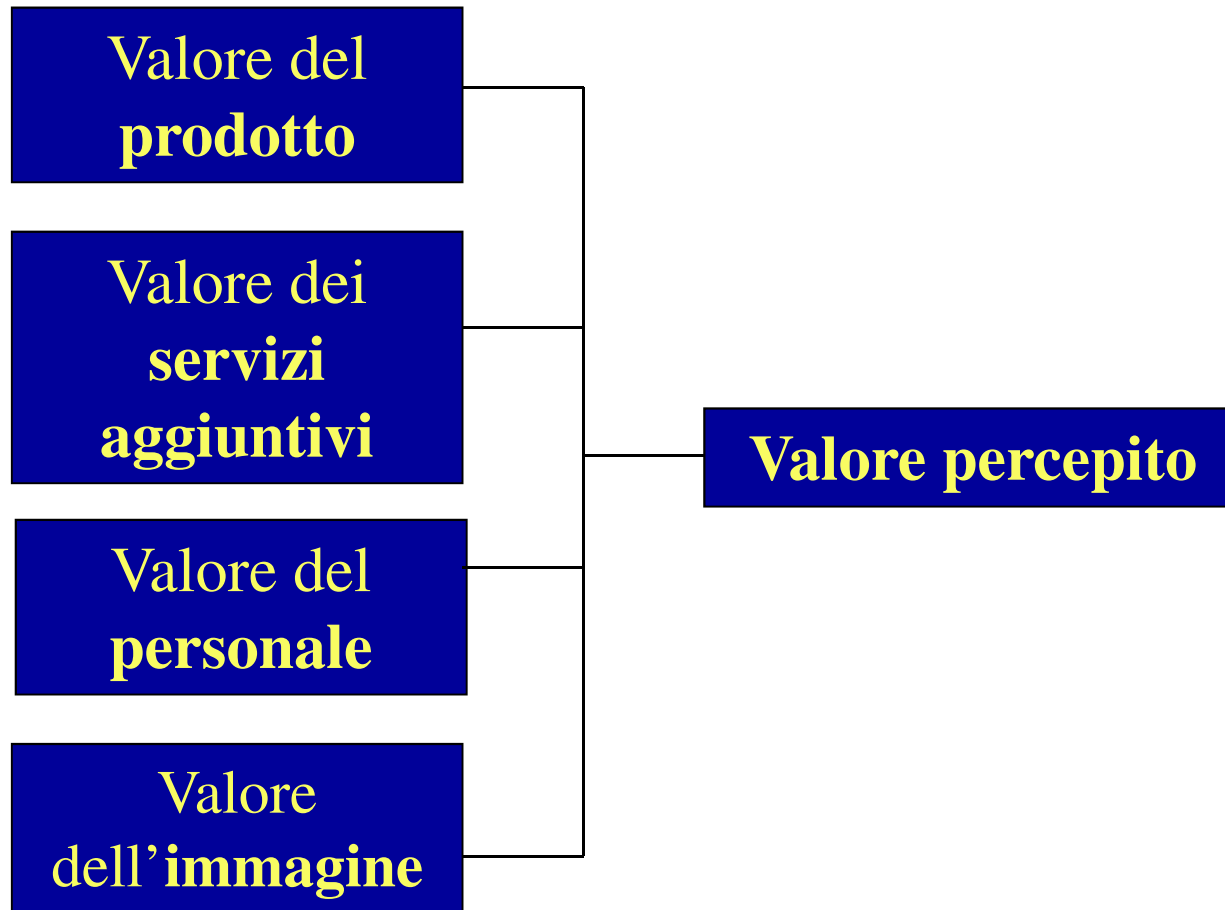 Valore del
prodotto
Valore dei
servizi
aggiuntivi
Valore percepito
Valore del
personale
Valore
dell’immagine